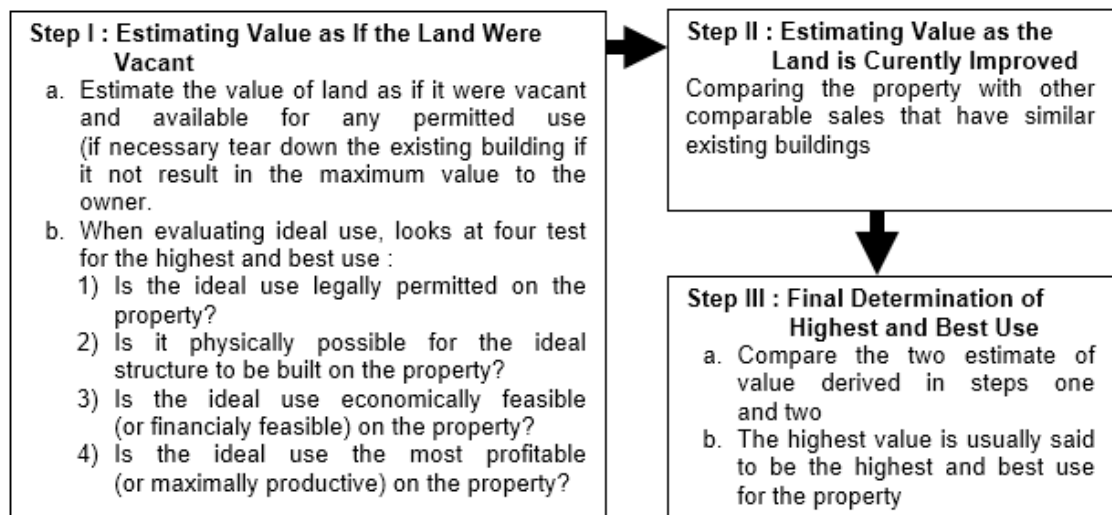 Step I : Estimating Value as If the Land Were
Vacant
a. Estimate the value of land as if it were vacant
and available for any permitted use
(if necessary tear down the existing building if
it not result in the maximum value to the
owner.
b. When evaluating ideal use, looks at four test
for the highest and best use :
1) Is the ideal use legally permitted on the
property?
2) Is it physically possible for the ideal
structure to be built on the property?
3) Is the ideal use economically feasible
(or financialy feasible) on the property?
4) Is the ideal use the most profitable
(or maximally productive) on the property?
Step II : Estimating Value as the
Land is Curently Improved
Comparing the property with other
comparable sales that have similar
existing buildings
Step III : Final Determination of
Highest and Best Use
a. Compare the two estimate of
value derived in steps one
and two
b. The highest value is usually said
to be the highest and best use
for the property